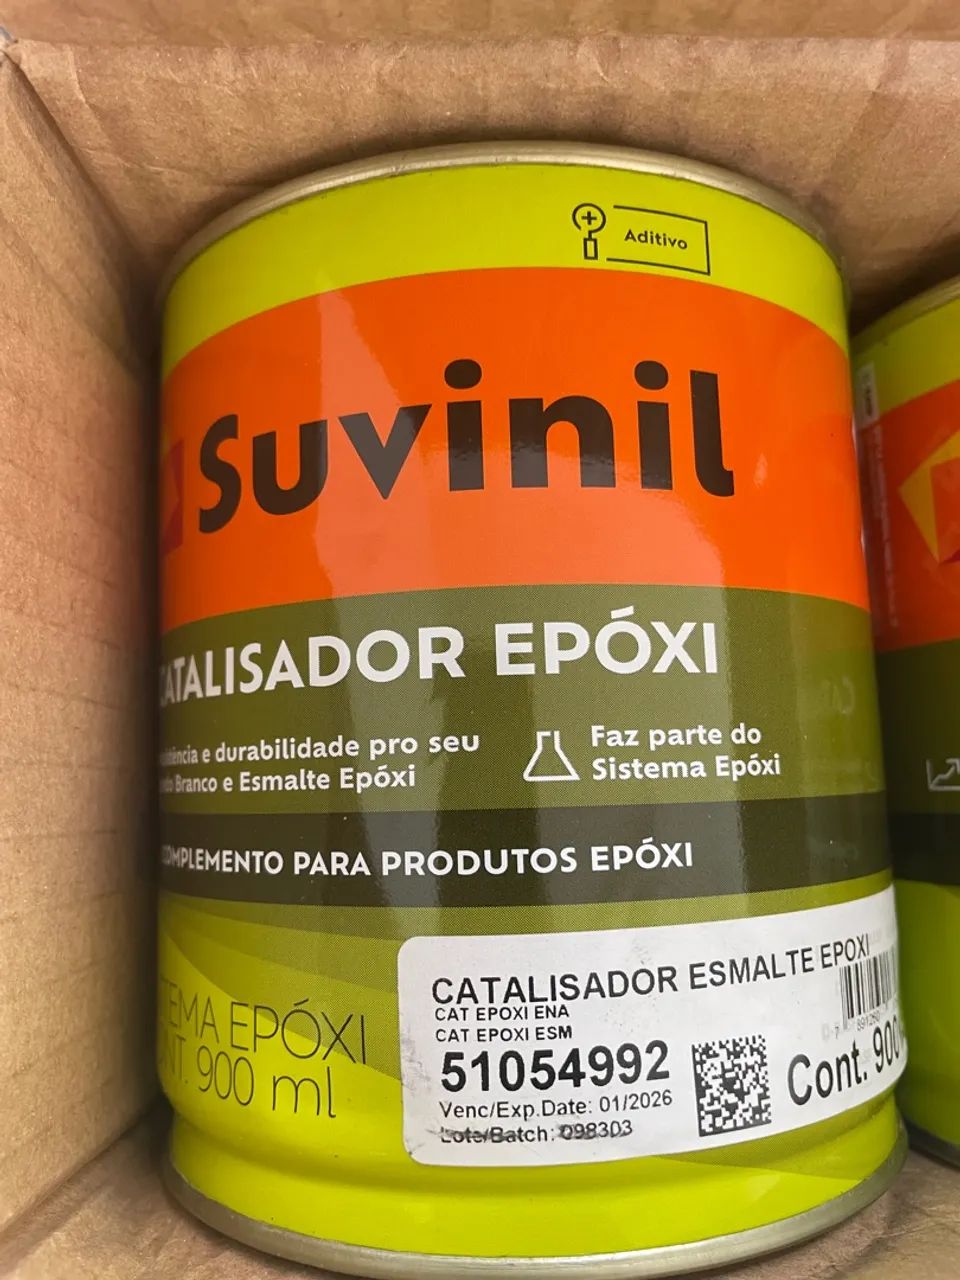 Aditivo
Suvinil
CATALISADOR EPÓXI
e durabilidade pro seu
Branco e Esmalte Epóxi
Faz parte do
Sistema Epóxi
COMPLEMENTO PARA PRODUTOS EPÓXI
EPÓXI
900 ml
CATALISADOR ESMALTE EPOXI
CAT EPOXI ENA
CAT EPOXI ESM
51054992
Venc/Exp.Date: 01/2026
Lote/Batch: 098303
Cont. 900